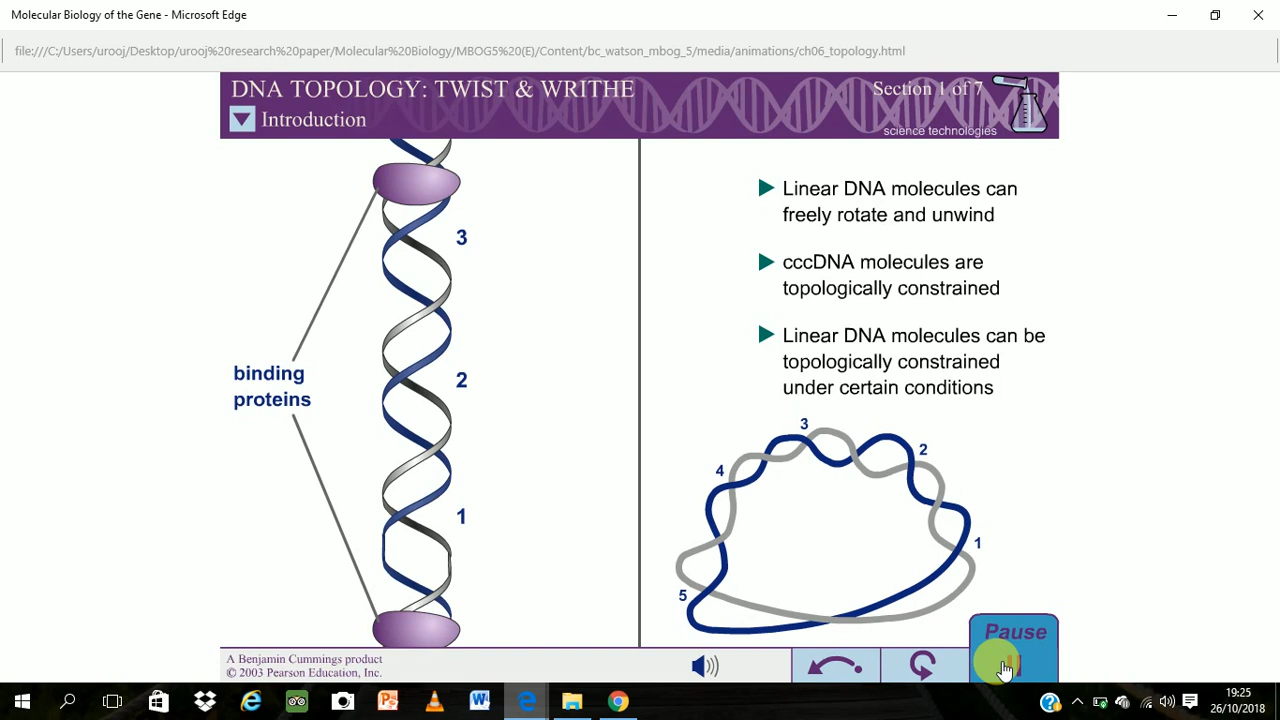 Molecular Biology of the Gene - Microsoft Edge
file:///C:/Users/urooj/Desktop/urooj%20research%20paper/Molecular%20Biology/MBOG5%20(E)/Content/bc_watson_mbog_5/media/animations/ch06_topology.html
DNA TOPOLOGY: TWIST & WRITHE
Section 1 of 7
Introduction
science technologies
3
2
1
binding
proteins
Linear DNA molecules can
freely rotate and unwind
cccDNA molecules are
topologically constrained
Linear DNA molecules can be
topologically constrained
under certain conditions
3
2
4
1
5
Pause
A Benjamin Cummings product
© 2003 Pearson Education, Inc.
19:25
26/10/2018